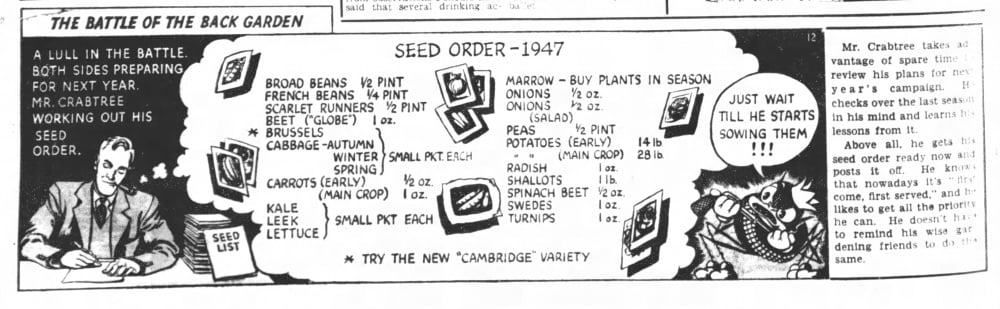 said that several drinking ac-
THE BATTLE OF THE BACK GARDEN
A LULL IN THE BATTLE.
BOTH SIDES PREPARING
FOR NEXT YEAR.
MR. CRABTREE
WORKING OUT HIS
SEED
ORDER.
SEED
LIST
SEED ORDER – 1947
BROAD BEANS 1/2 PINT
FRENCH BEANS 1/4 PINT
SCARLET RUNNERS 1/2 PINT
BEET ("GLOBE") 1 oz.
* BRUSSELS
CABBAGE - AUTUMN
WINTER
SPRING
SMALL PKT. EACH
CARROTS (EARLY) 1/2 oz.
(MAIN CROP) 1 oz.
KALE
LEEK
LETTUCE
SMALL PKT EACH
MARROW – BUY PLANTS IN SEASON
ONIONS 1/2 oz.
ONIONS 1/2 oz.
(SALAD)
PEAS 1/2 PINT
POTATOES (EARLY) 14 lb
" " (MAIN CROP) 28 lb.
RADISH 1 oz.
SHALLOTS 1 lb.
SPINACH BEET 1/2 oz.
SWEDES 1 oz.
TURNIPS 1 oz.
* TRY THE NEW "CAMBRIDGE" VARIETY
12
JUST WAIT
TILL HE STARTS
SOWING THEM
!!!
Mr. Crabtree takes ad
vantage of spare time
review his plans for nex
year's campaign. H
checks over the last season
in his mind and learns his
lessons from it.
Above all, he gets his
seed order ready now and
posts it off. He knows
that nowadays it's "first
come, first served," and he
likes to get all the priority
he can. He doesn't have
to remind his wise gar
dening friends to do the
same.